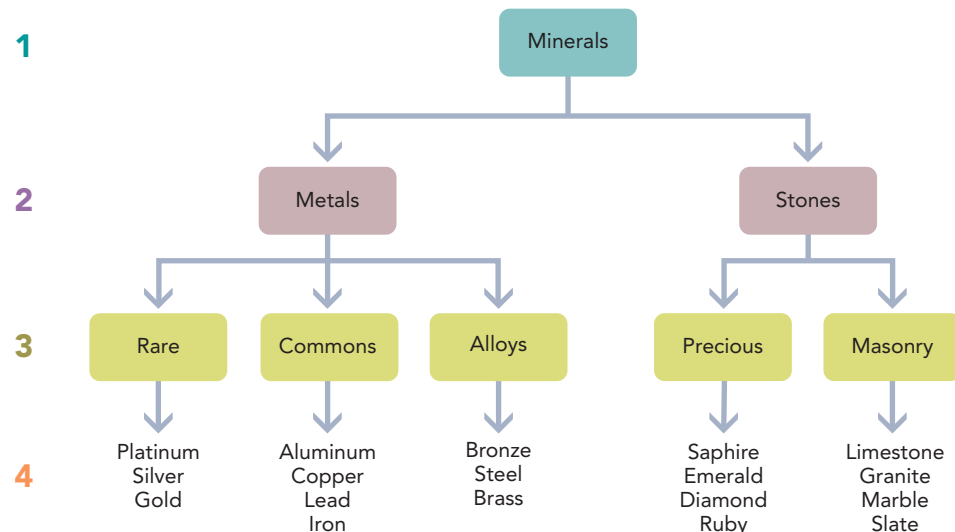 1
Minerals
2
Metals
Stones
3
Rare
Commons
Alloys
Precious
Masonry
4
Platinum
Silver
Gold
Aluminum
Copper
Lead
Iron
Bronze
Steel
Brass
Saphire
Emerald
Diamond
Ruby
Limestone
Granite
Marble
Slate